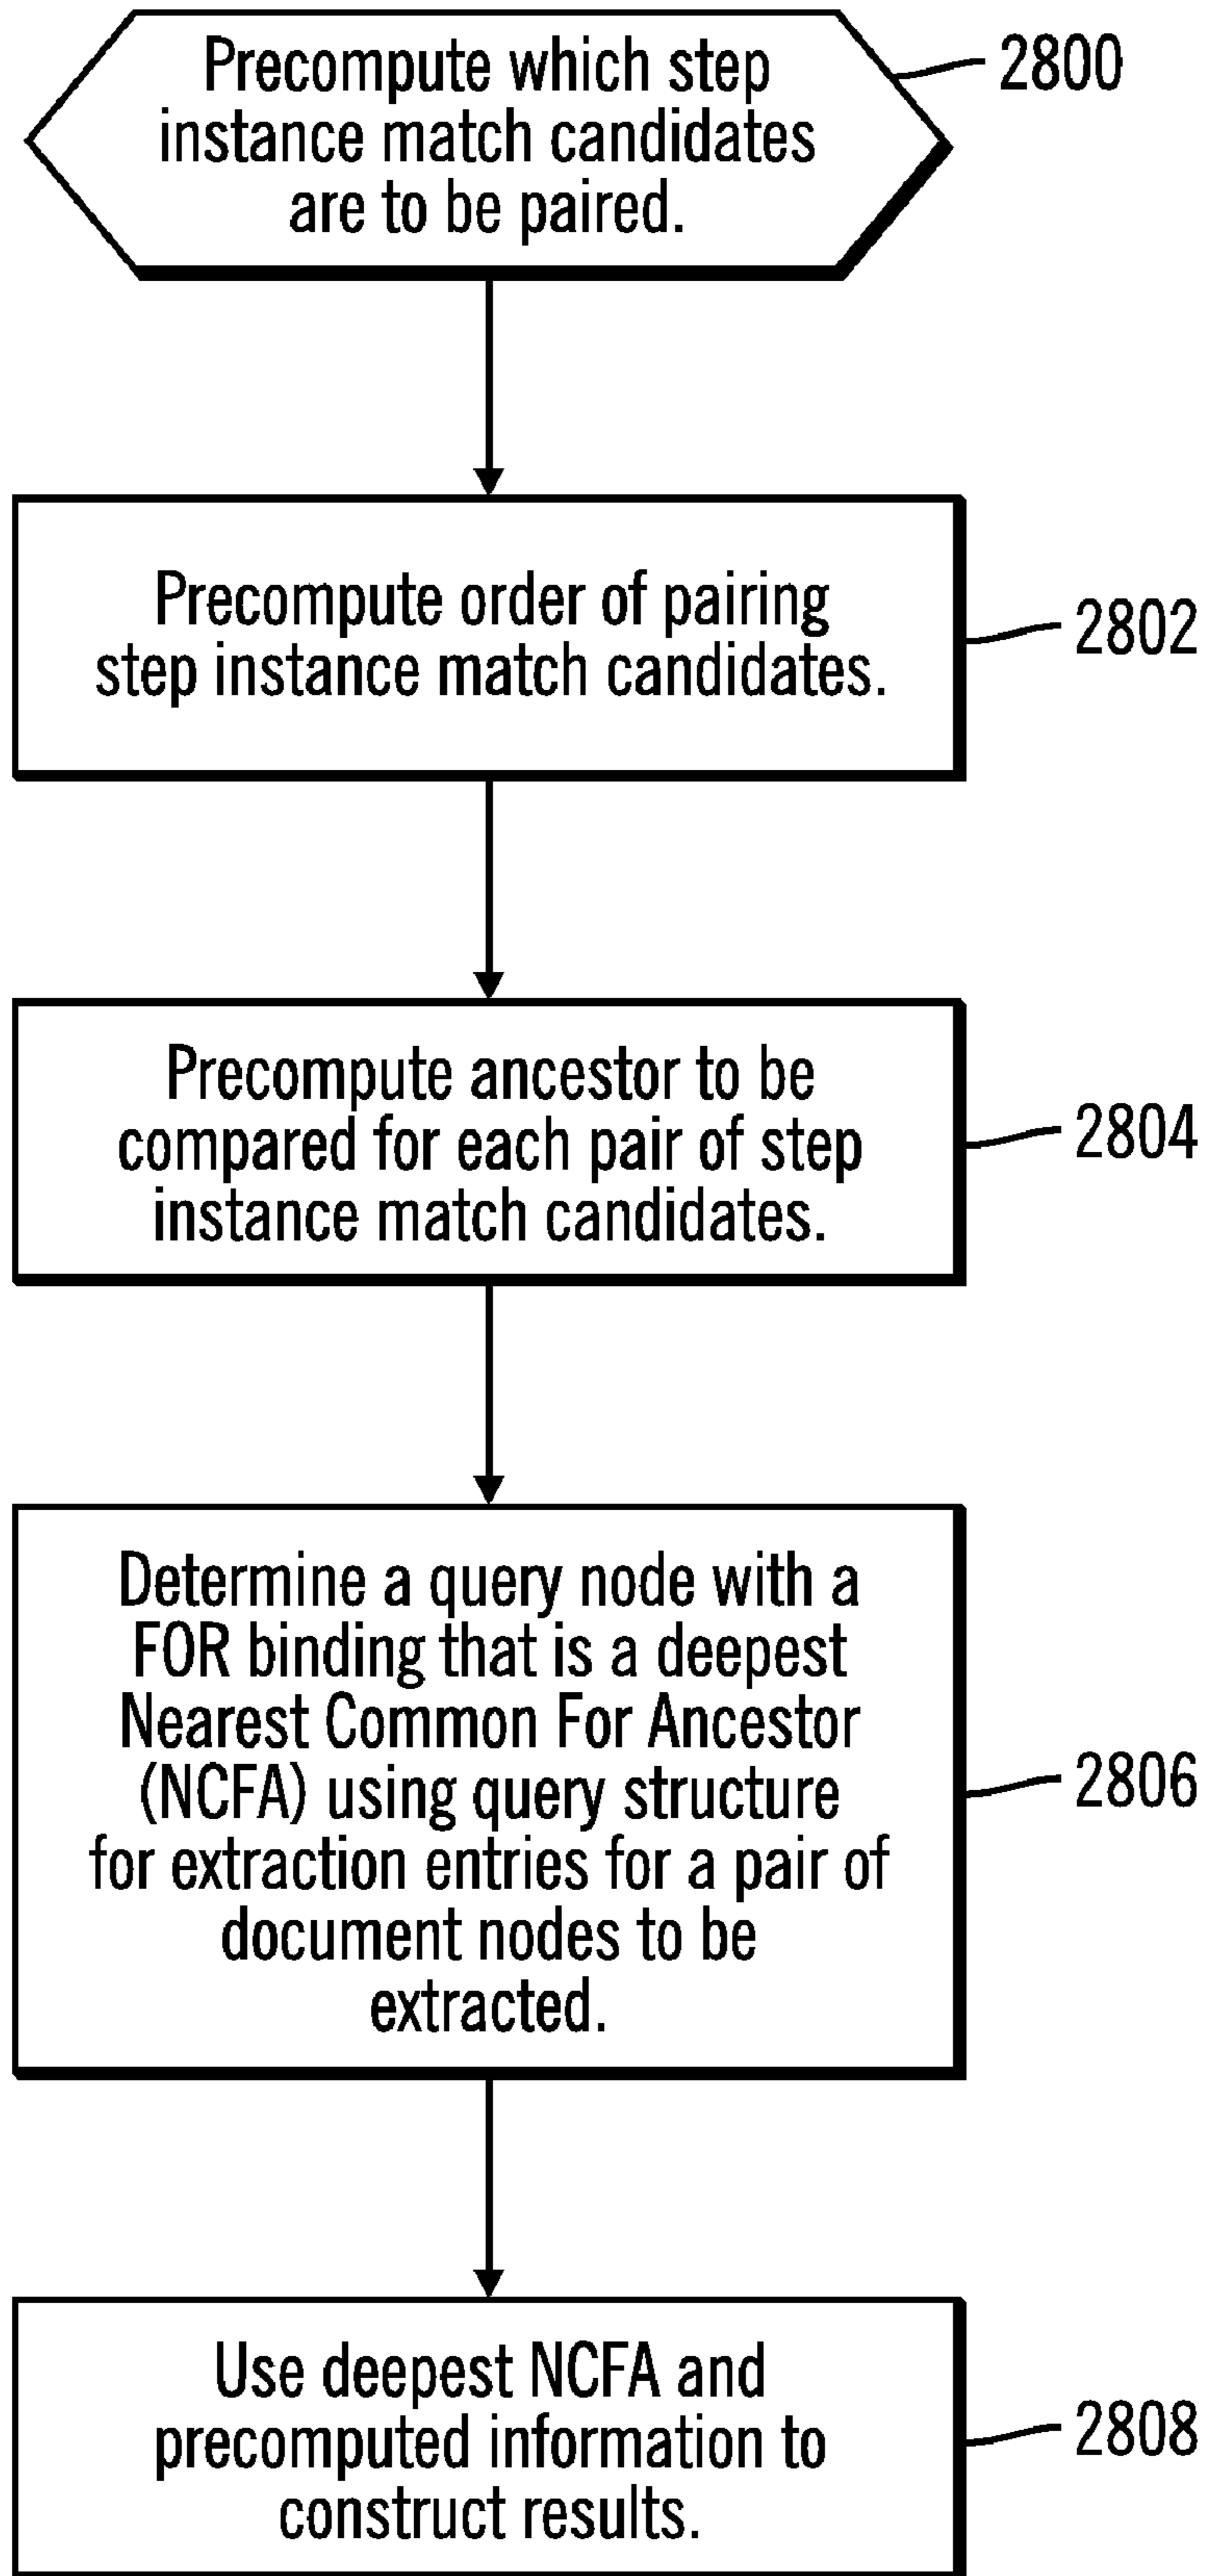 Precompute which step
instance match candidates
are to be paired.
2800
Precompute order of pairing
step instance match candidates.
2802
Precompute ancestor to be
compared for each pair of step
instance match candidates.
2804
Determine a query node with a
FOR binding that is a deepest
Nearest Common For Ancestor
(NCFA) using query structure
for extraction entries for a pair of
document nodes to be
extracted.
2806
Use deepest NCFA and
precomputed information to
construct results.
2808